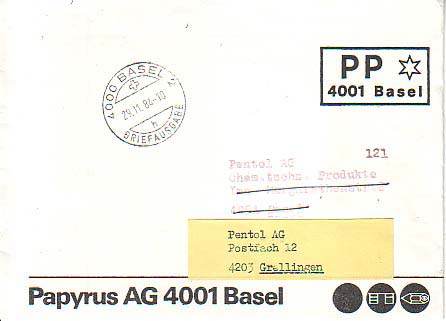 4000 BASEL 2
29.11.84-10
h
BRIEFAUSGABE
PP
4001 Basel
121
Pentol AG
Chem.techn. Produkte
Pentol AG
Postfach 12
4203 Grellingen
Papyrus AG 4001 Basel